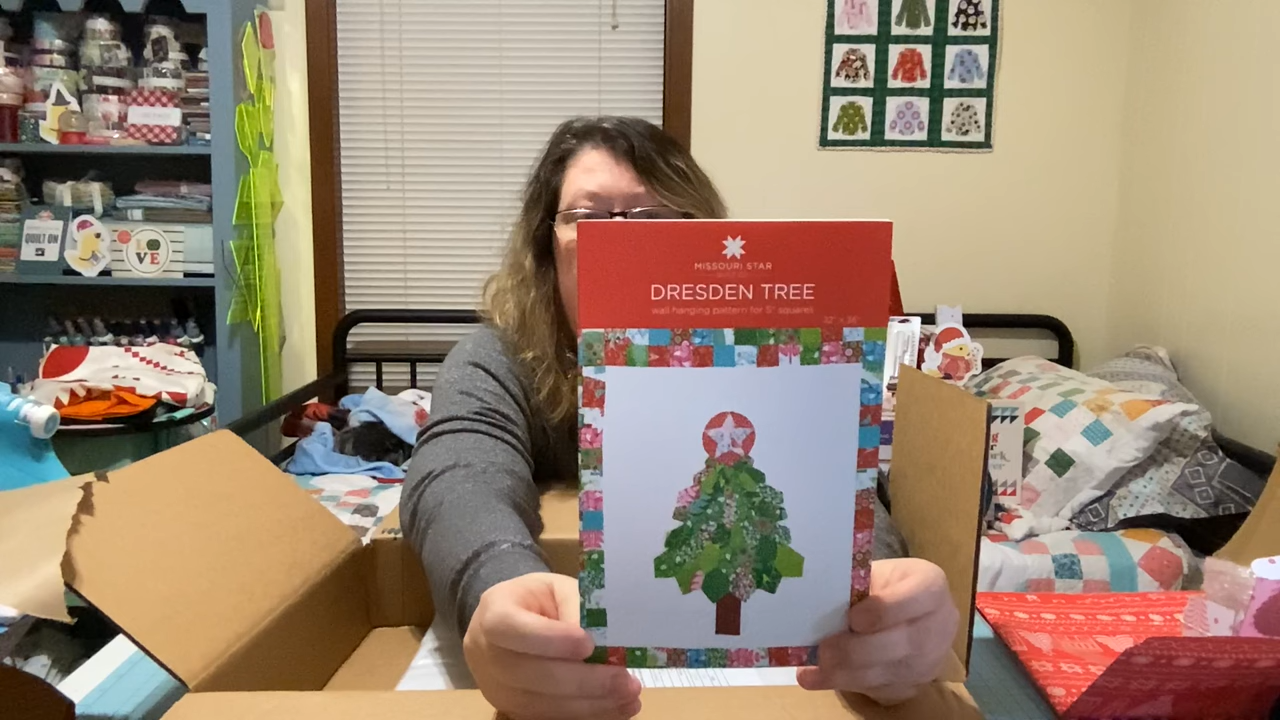 MISSOURI STAR
DRESDEN TREE
wall hanging pattern for 5" squares
QUILT ON
LOVE